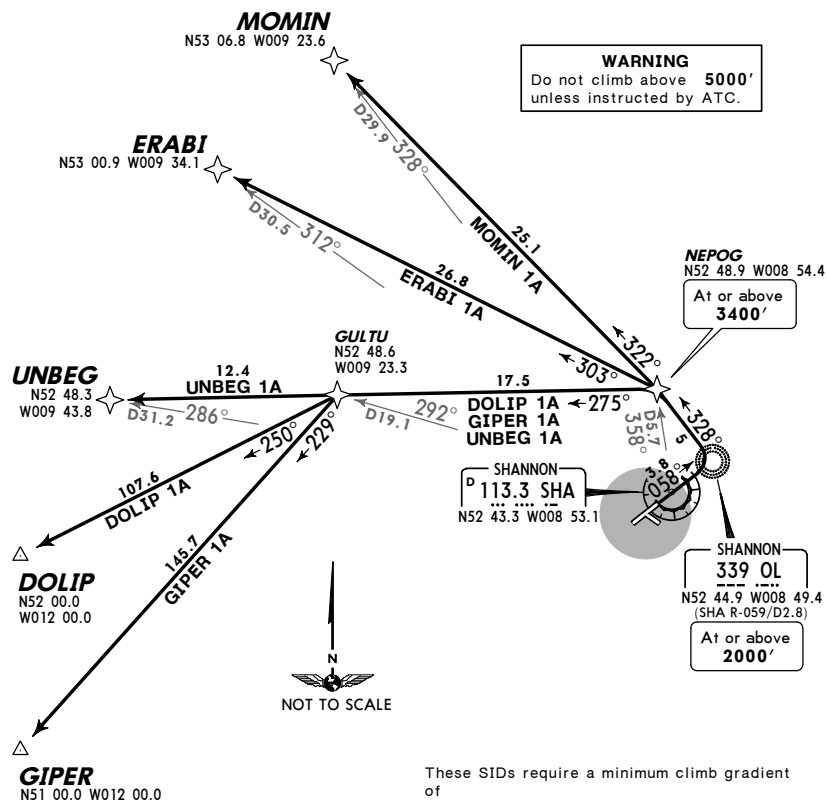 MOMIN
N53 06.8 W009 23.6
WARNING
Do not climb above 5000'
unless instructed by ATC.
ERABI
N53 00.9 W009 34.1
D29.9 328°
D30.5 312°
25.1
MOMIN 1A
26.8
ERABI 1A
NEPOG
N52 48.9 W008 54.4
At or above
3400'
322°
303°
GULTU
N52 48.6
W009 23.3
UNBEG
N52 48.3
W009 43.8
12.4
UNBEG 1A
D31.2 286°
17.5
DOLIP 1A 275°
GIPER 1A
UNBEG 1A
D19.1 292°
250°
229°
D5.7
358°
5
328°
3.8
058°
SHANNON
D 113.3 SHA
N52 43.3 W008 53.1
107.6
DOLIP 1A
145.7
GIPER 1A
DOLIP
N52 00.0
W012 00.0
SHANNON
339 OL
N52 44.9 W008 49.4
(SHA R-059/D2.8)
At or above
2000'
N
NOT TO SCALE
GIPER
N51 00.0 W012 00.0
These SIDs require a minimum climb gradient
of